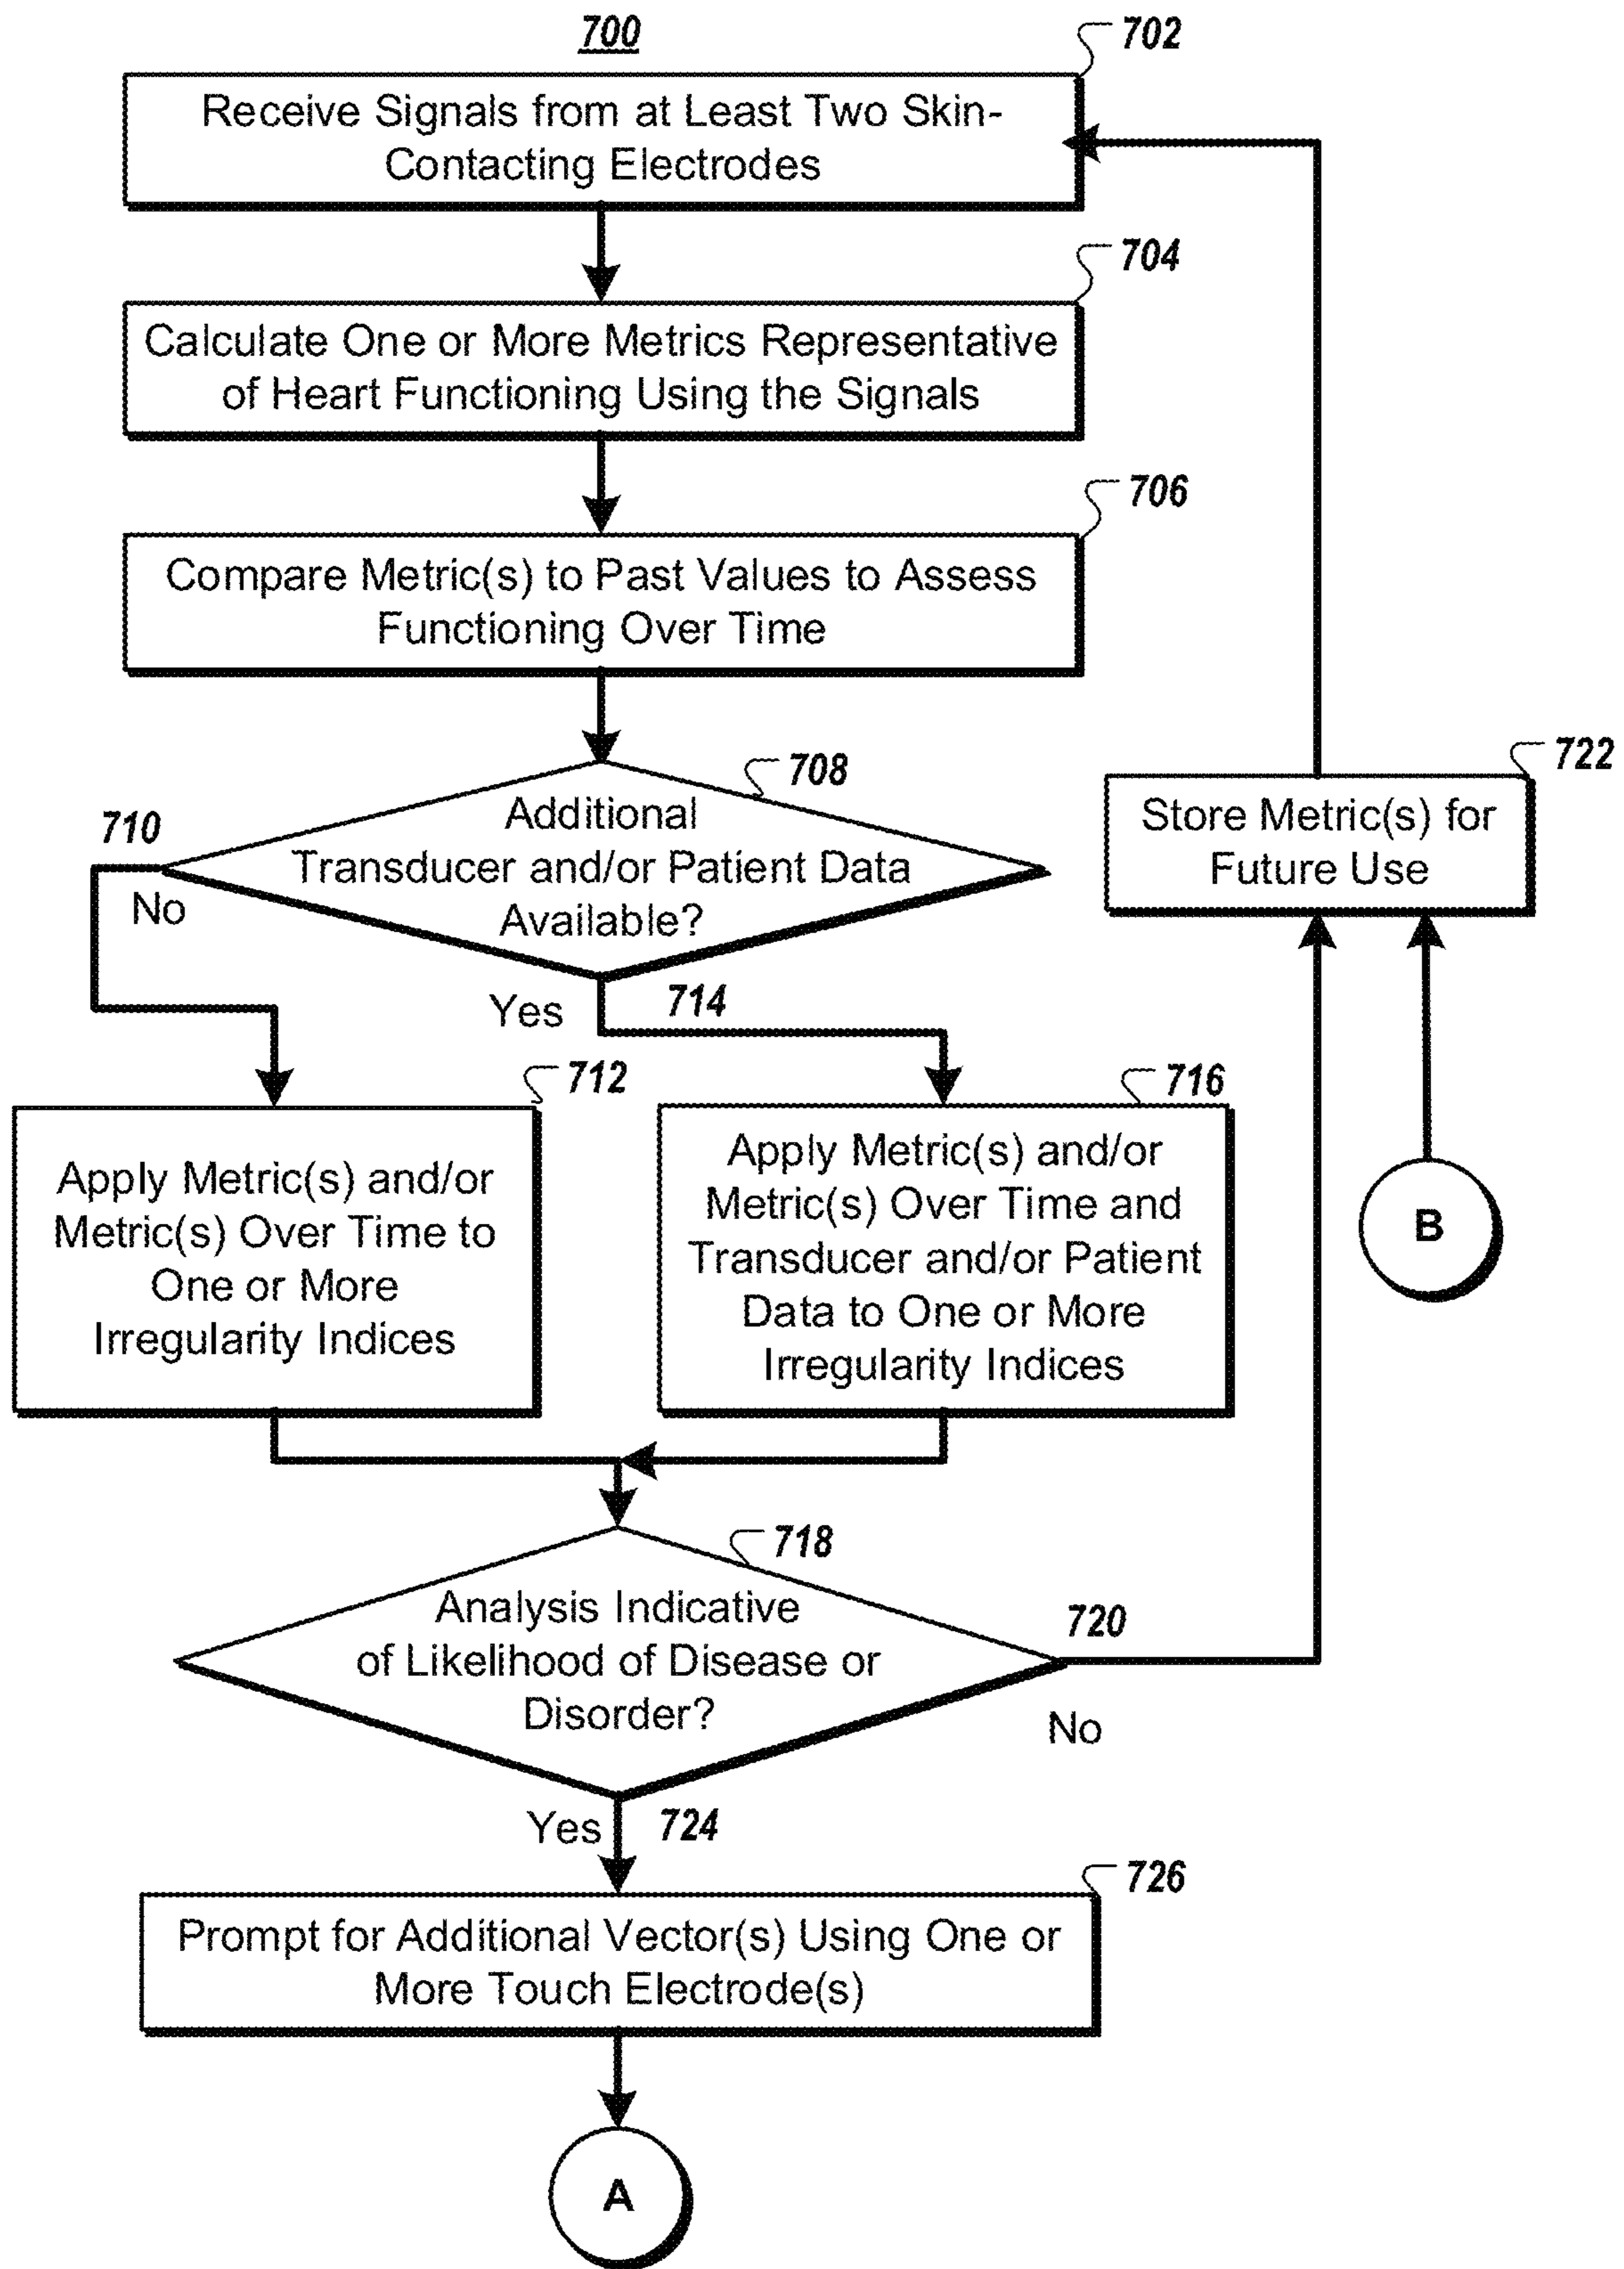 700
702
Receive Signals from at Least Two Skin-
Contacting Electrodes
704
Calculate One or More Metrics Representative
of Heart Functioning Using the Signals
706
Compare Metric(s) to Past Values to Assess
Functioning Over Time
708
Additional
Transducer and/or Patient Data
Available?
710
No
714
Yes
722
Store Metric(s) for
Future Use
712
Apply Metric(s) and/or
Metric(s) Over Time to
One or More
Irregularity Indices
716
Apply Metric(s) and/or
Metric(s) Over Time and
Transducer and/or Patient
Data to One or More
Irregularity Indices
B
718
Analysis Indicative
of Likelihood of Disease or
Disorder?
720
No
Yes
724
726
Prompt for Additional Vector(s) Using One or
More Touch Electrode(s)
A